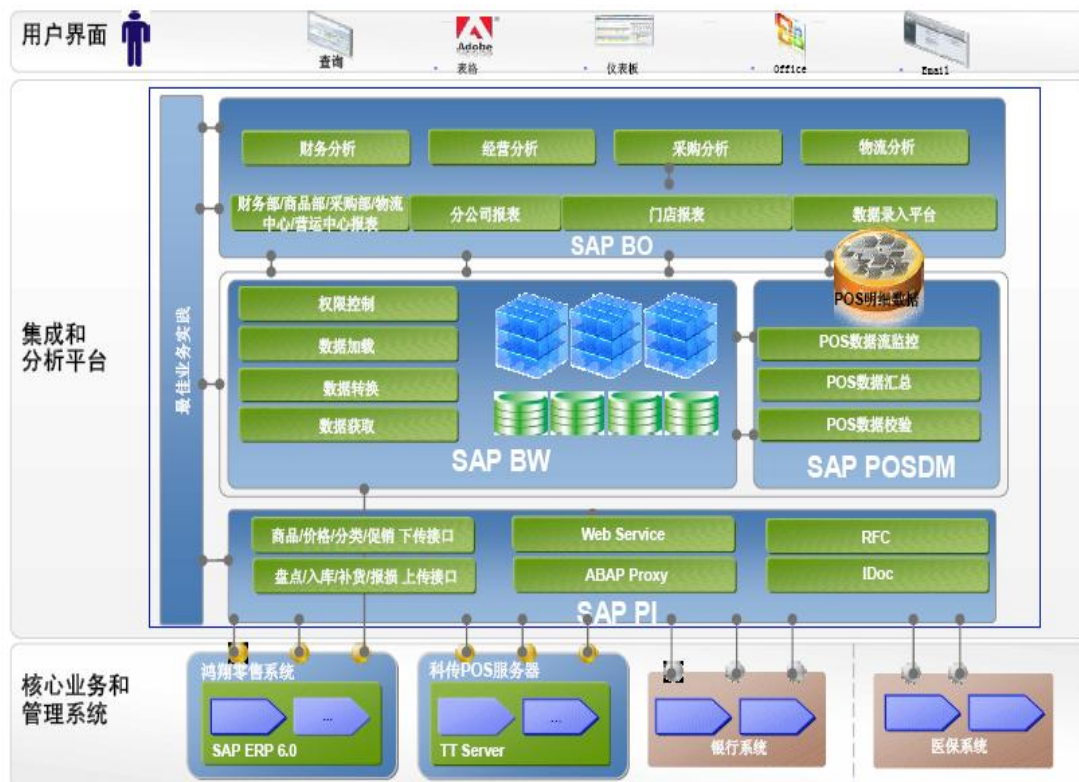 用户界面
查询
Adobe
表格
仪表板
Office
Email
集成和
分析平台
最佳业务实践
财务分析
经营分析
采购分析
物流分析
财务部/商品部/采购部/物流
中心/营运中心报表
分公司报表
门店报表
数据录入平台
SAP BO
权限控制
数据加载
数据转换
数据获取
SAP BW
POS明细数据
POS数据流监控
POS数据汇总
POS数据校验
SAP POSDM
商品/价格/分类/促销 下传接口
盘点/入库/补货/报损 上传接口
Web Service
ABAP Proxy
RFC
IDoc
SAP PI
核心业务和
管理系统
鸿翔零售系统
...
SAP ERP 6.0
科传POS服务器
...
TT Server
银行系统
医保系统